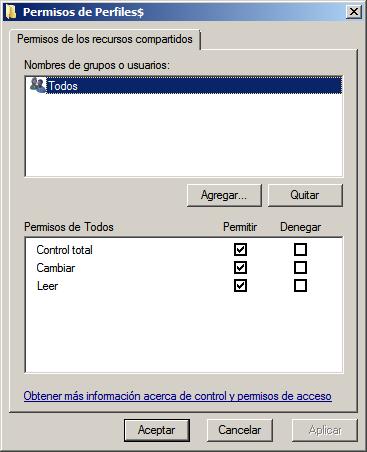 Permisos de Perfiles$
Permisos de los recursos compartidos
Nombres de grupos o usuarios:
Todos
Agregar... Quitar
Permisos de Todos Permitir Denegar
Control total
Cambiar
Leer
Obtener más información acerca de control y permisos de acceso
Aceptar Cancelar Aplicar